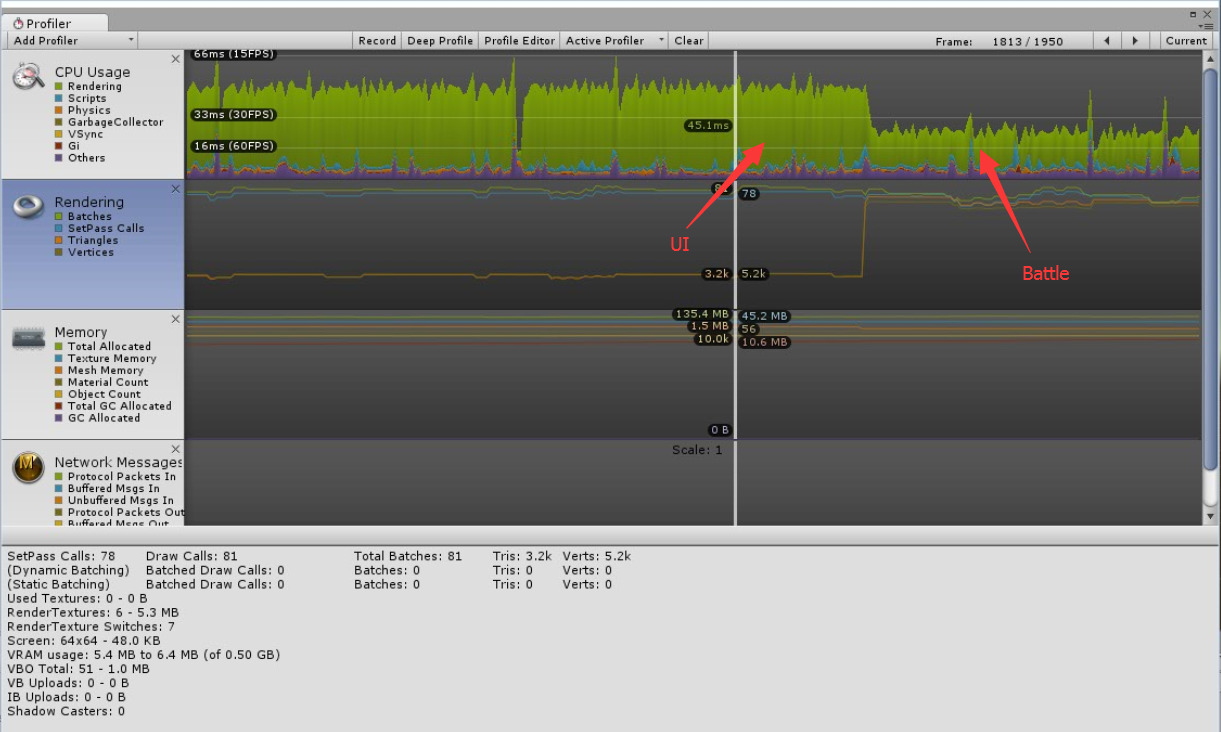 Profiler
Add Profiler
Record
Deep Profile
Profile Editor
Active Profiler
Clear
Frame: 1813 / 1950
Current
CPU Usage
Rendering
Scripts
Physics
GarbageCollector
VSync
Gi
Others
66ms (15FPS)
33ms (30FPS)
16ms (60FPS)
45.1ms
Rendering
Batches
SetPass Calls
Triangles
Vertices
81
78
UI
Battle
3.2k
5.2k
Memory
Total Allocated
Texture Memory
Mesh Memory
Material Count
Object Count
Total GC Allocated
GC Allocated
135.4 MB
45.2 MB
1.5 MB
56
10.0k
10.6 MB
0 B
Network Messages
Protocol Packets In
Buffered Msgs In
Unbuffered Msgs In
Protocol Packets Out
Buffered Msgs Out
Scale: 1
SetPass Calls: 78 Draw Calls: 81 Total Batches: 81 Tris: 3.2k Verts: 5.2k
(Dynamic Batching) Batched Draw Calls: 0 Batches: 0 Tris: 0 Verts: 0
(Static Batching) Batched Draw Calls: 0 Batches: 0 Tris: 0 Verts: 0
Used Textures: 0 - 0 B
RenderTextures: 6 - 5.3 MB
RenderTexture Switches: 7
Screen: 64x64 - 48.0 KB
VRAM usage: 5.4 MB to 6.4 MB (of 0.50 GB)
VBO Total: 51 - 1.0 MB
VB Uploads: 0 - 0 B
IB Uploads: 0 - 0 B
Shadow Casters: 0